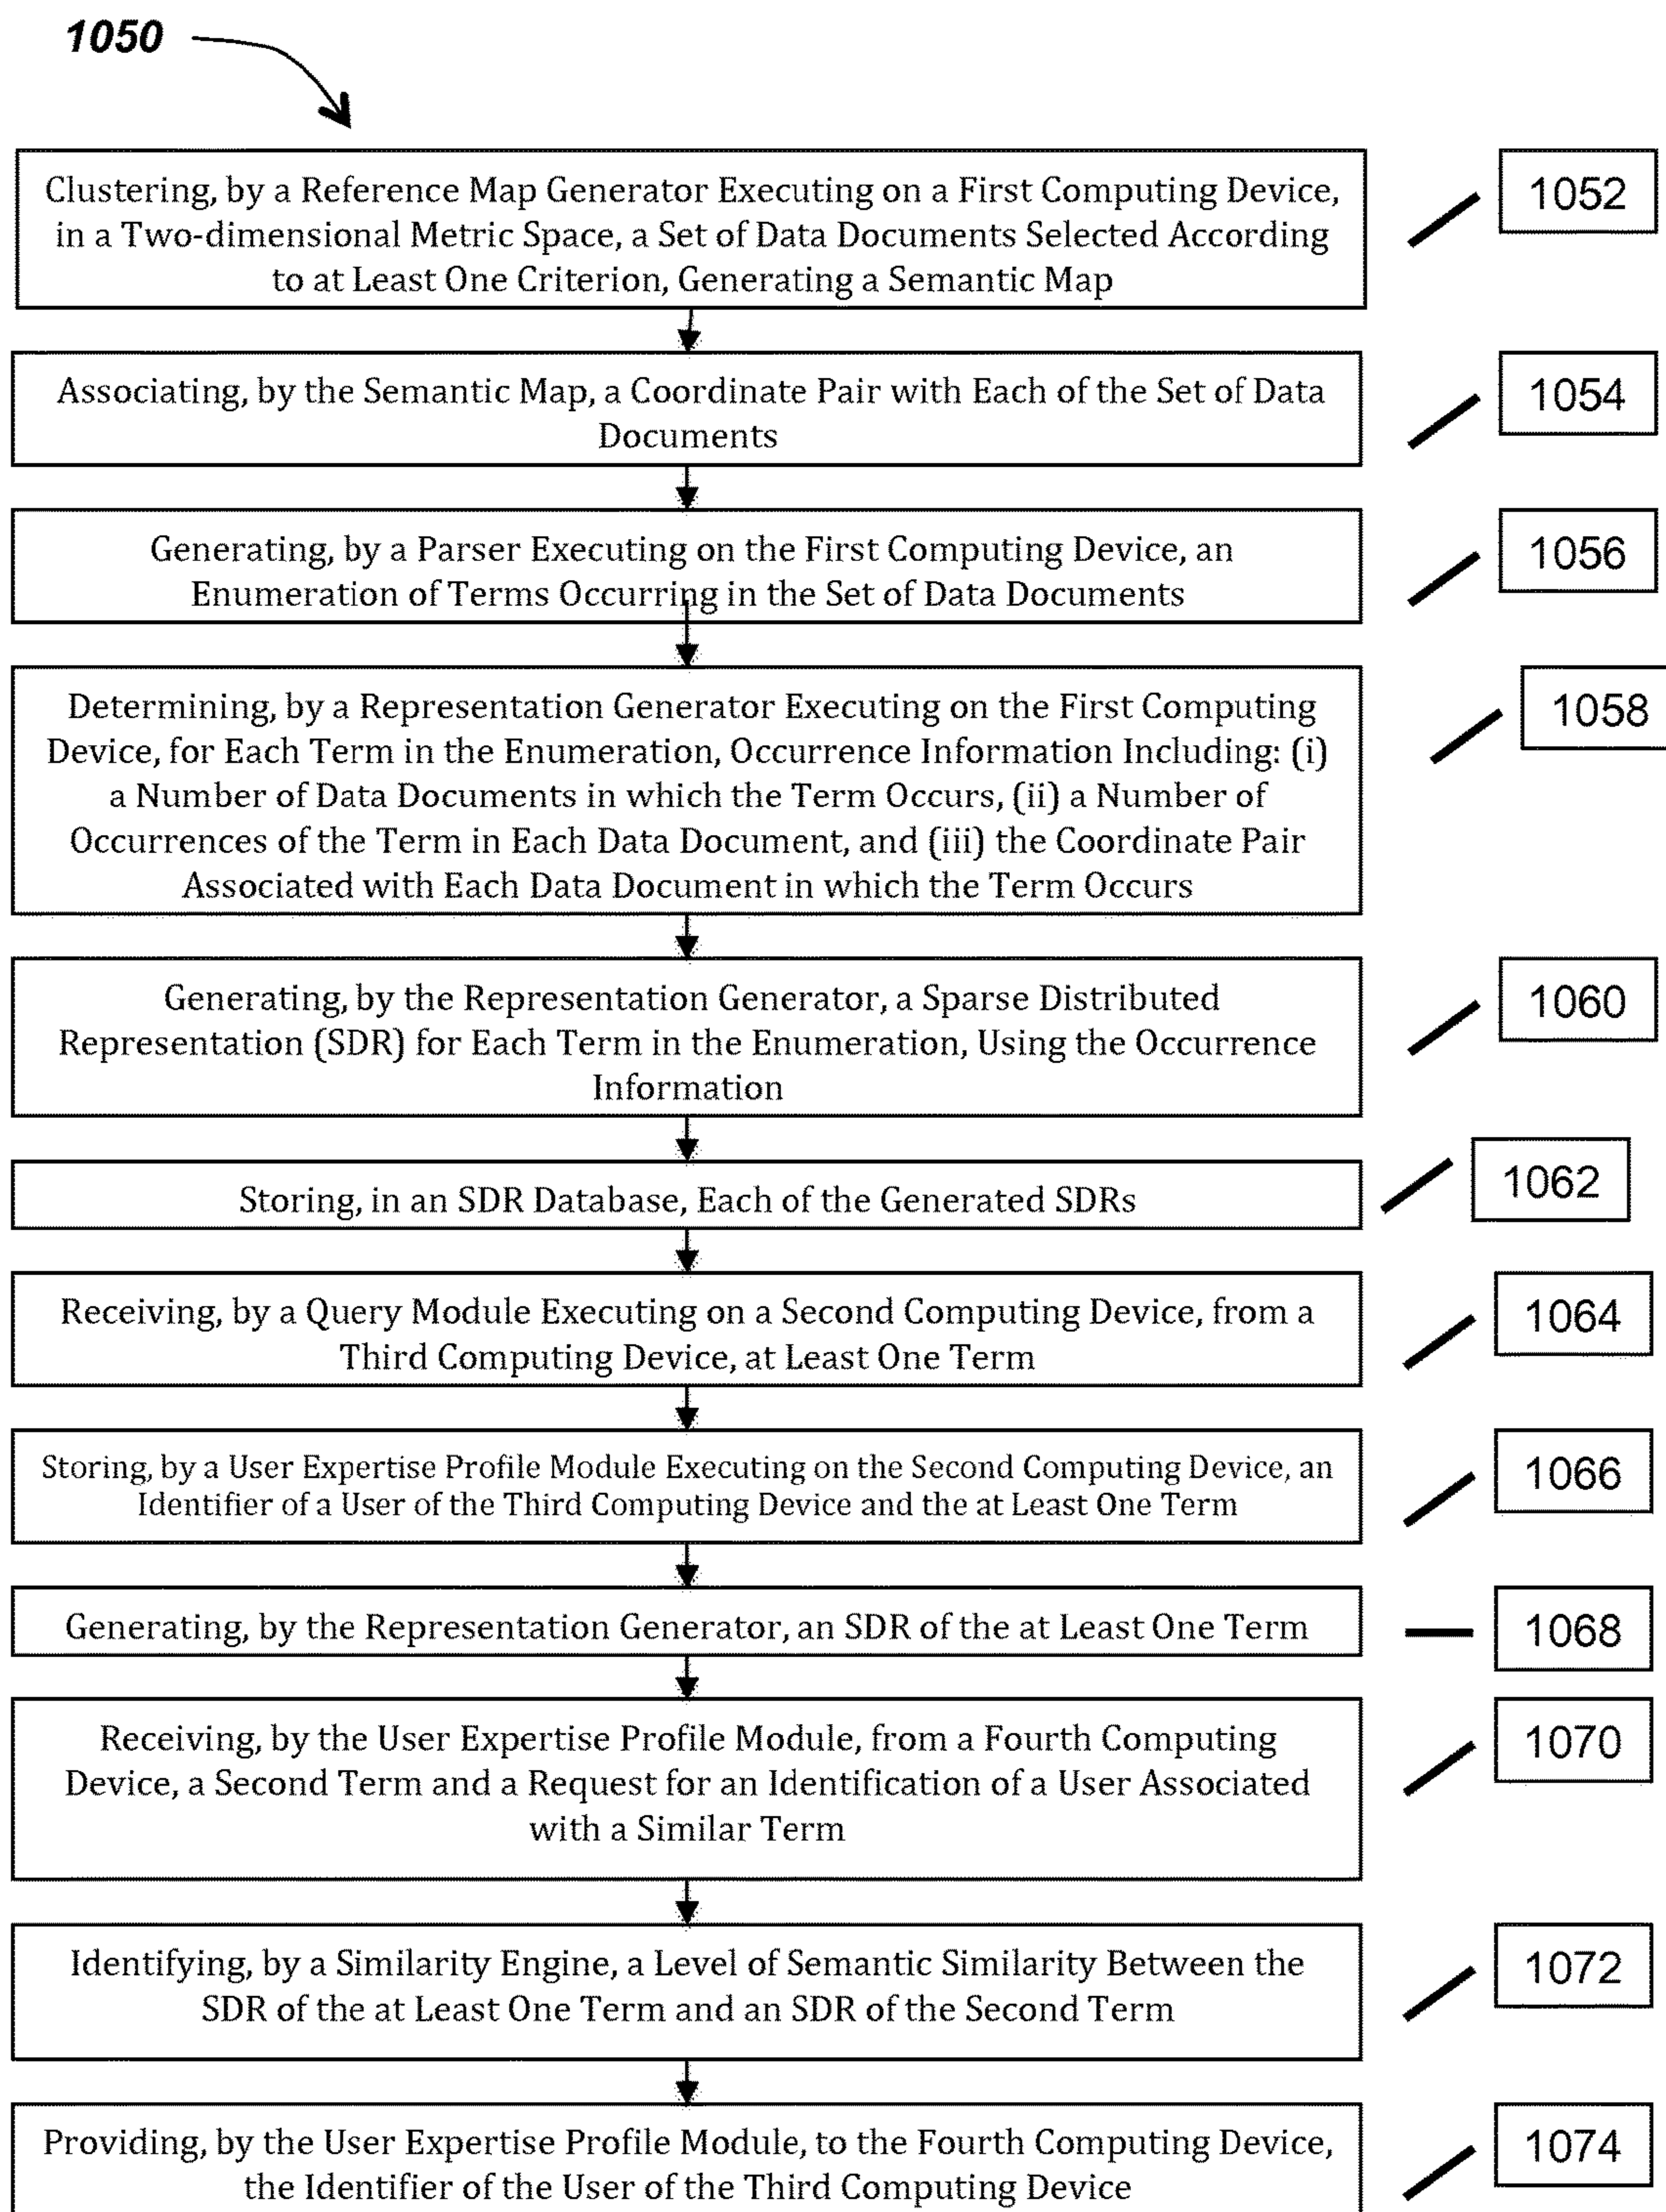 1050
Clustering, by a Reference Map Generator Executing on a First Computing Device,
in a Two-dimensional Metric Space, a Set of Data Documents Selected According
to at Least One Criterion, Generating a Semantic Map
1052
Associating, by the Semantic Map, a Coordinate Pair with Each of the Set of Data
Documents
1054
Generating, by a Parser Executing on the First Computing Device, an
Enumeration of Terms Occurring in the Set of Data Documents
1056
Determining, by a Representation Generator Executing on the First Computing
Device, for Each Term in the Enumeration, Occurrence Information Including: (i)
a Number of Data Documents in which the Term Occurs, (ii) a Number of
Occurrences of the Term in Each Data Document, and (iii) the Coordinate Pair
Associated with Each Data Document in which the Term Occurs
1058
Generating, by the Representation Generator, a Sparse Distributed
Representation (SDR) for Each Term in the Enumeration, Using the Occurrence
Information
1060
Storing, in an SDR Database, Each of the Generated SDRs
1062
Receiving, by a Query Module Executing on a Second Computing Device, from a
Third Computing Device, at Least One Term
1064
Storing, by a User Expertise Profile Module Executing on the Second Computing Device, an
Identifier of a User of the Third Computing Device and the at Least One Term
1066
Generating, by the Representation Generator, an SDR of the at Least One Term
1068
Receiving, by the User Expertise Profile Module, from a Fourth Computing
Device, a Second Term and a Request for an Identification of a User Associated
with a Similar Term
1070
Identifying, by a Similarity Engine, a Level of Semantic Similarity Between the
SDR of the at Least One Term and an SDR of the Second Term
1072
Providing, by the User Expertise Profile Module, to the Fourth Computing Device,
the Identifier of the User of the Third Computing Device
1074